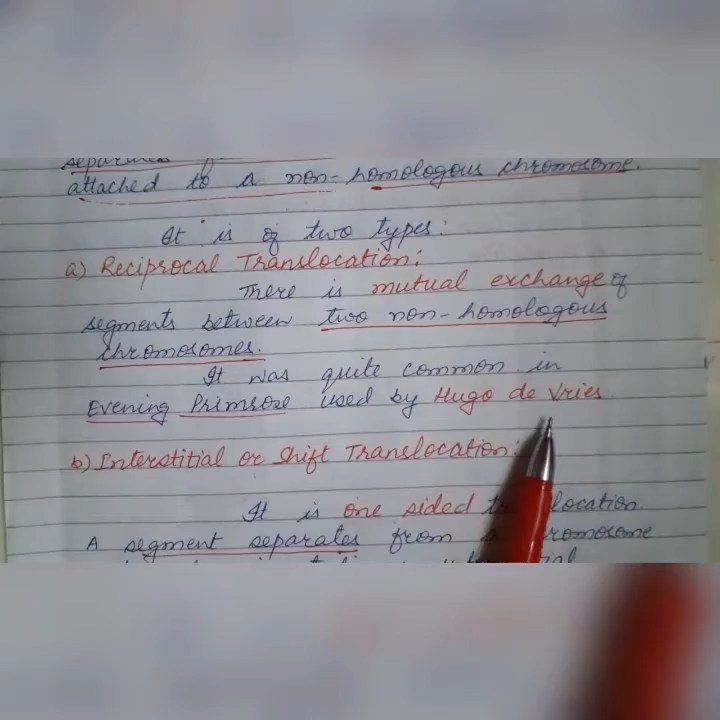 attached to a non-homologous chromosome.
It is of two types:
a) Reciprocal Translocation:
There is mutual exchange of
segments between two non-homologous
chromosomes.
It was quite common in
Evening Primrose used by Hugo de Vries
b) Interstitial or Shift Translocation:
It is one sided location.
A segment separates from